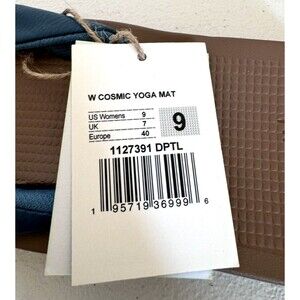 W COSMIC YOGA MAT
US Womens 9
UK 7
Europe 40
9
1127391 DPTL
1 95719 36999 6